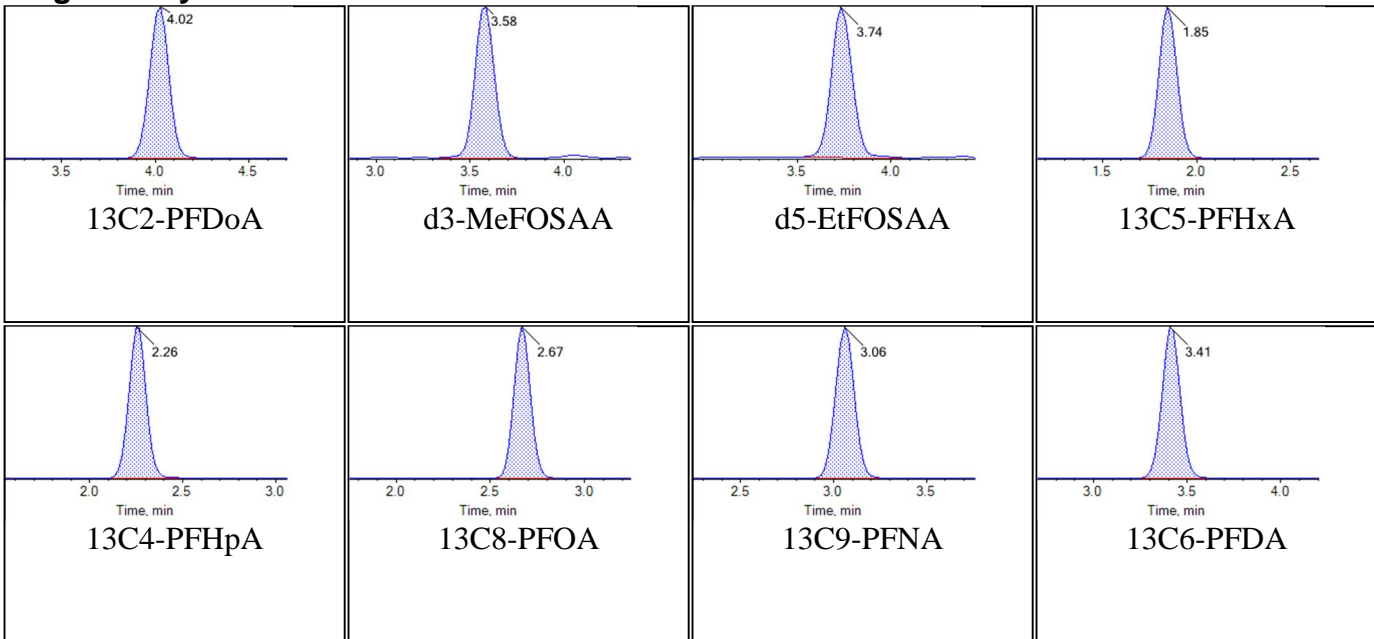 4.02
3.5 4.0 4.5
Time, min
13C2-PFDoA
3.58
3.0 3.5 4.0
Time, min
d3-MeFOSAA
3.74
3.5 4.0
Time, min
d5-EtFOSAA
1.85
1.5 2.0 2.5
Time, min
13C5-PFHxA
2.26
2.0 2.5 3.0
Time, min
13C4-PFHpA
2.67
2.0 2.5 3.0
Time, min
13C8-PFOA
3.06
2.5 3.0 3.5
Time, min
13C9-PFNA
3.41
3.0 3.5 4.0
Time, min
13C6-PFDA